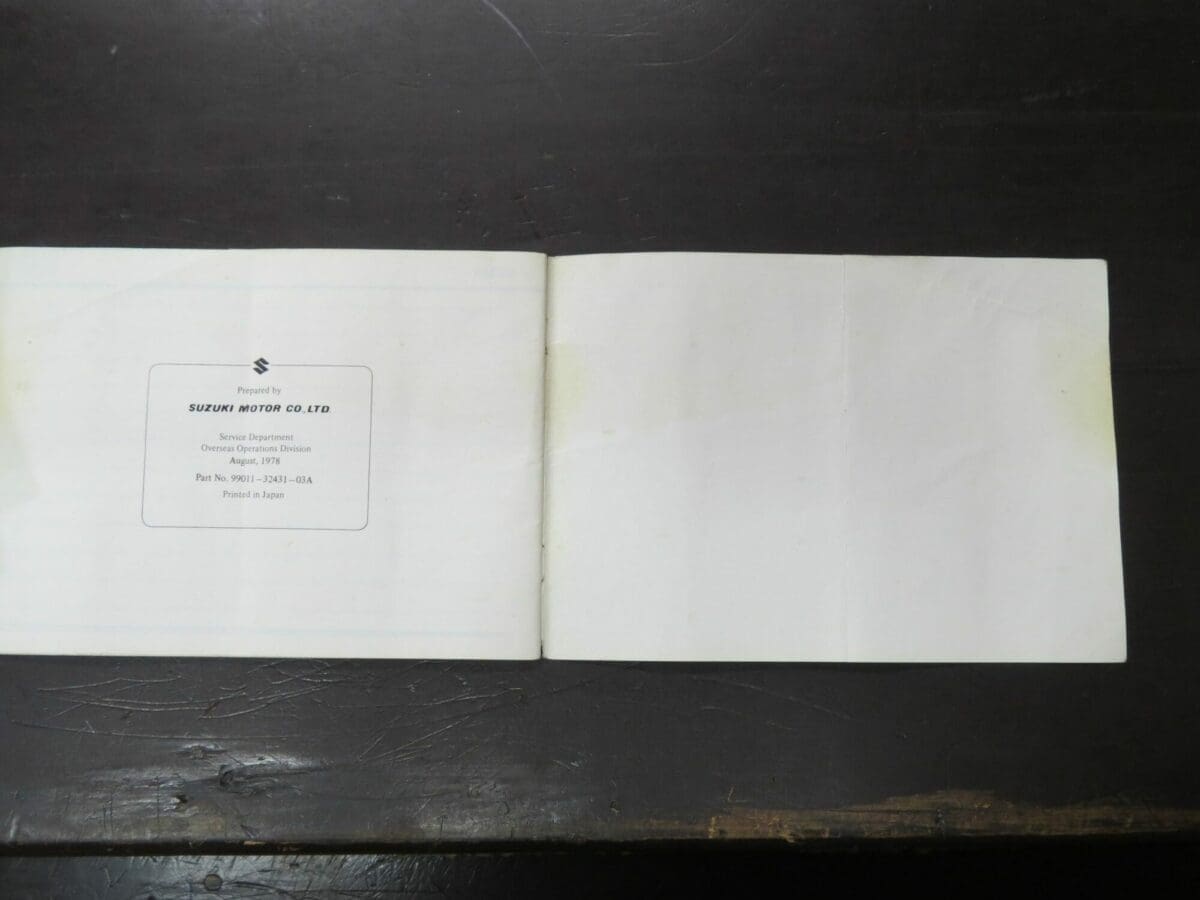 Prepared by
SUZUKI MOTOR CO.,LTD.
Service Department
Overseas Operations Division
August, 1978
Part No. 99011-32431-03A
Printed in Japan